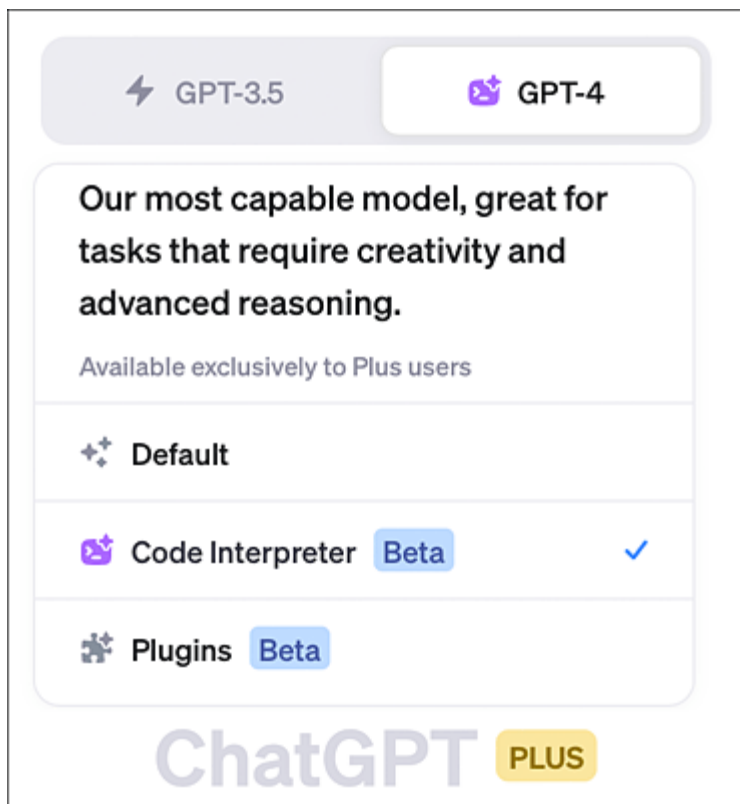 GPT-3.5
GPT-4
Our most capable model, great for
tasks that require creativity and
advanced reasoning.
Available exclusively to Plus users
Default
Code Interpreter Beta
Plugins Beta
ChatGPT PLUS